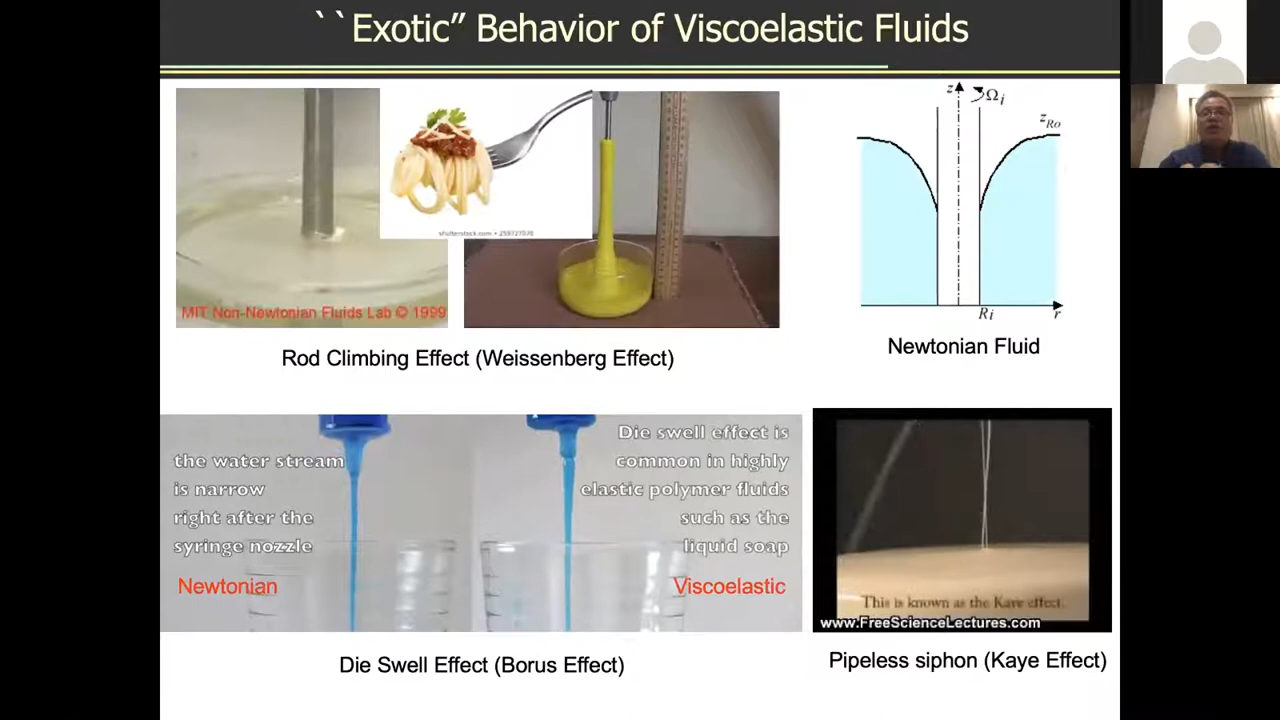 ``Exotic” Behavior of Viscoelastic Fluids
shutterstock.com • 258727076
MIT Non-Newtonian Fluids Lab © 1999
Rod Climbing Effect (Weissenberg Effect)
z
Ωi
zRo
Ri
r
Newtonian Fluid
the water stream
is narrow
right after the
syringe nozzle
Newtonian
Die swell effect is
common in highly
elastic polymer fluids
such as the
liquid soap
Viscoelastic
Die Swell Effect (Borus Effect)
This is known as the Kaye effect.
www.FreeScienceLectures.com
Pipeless siphon (Kaye Effect)